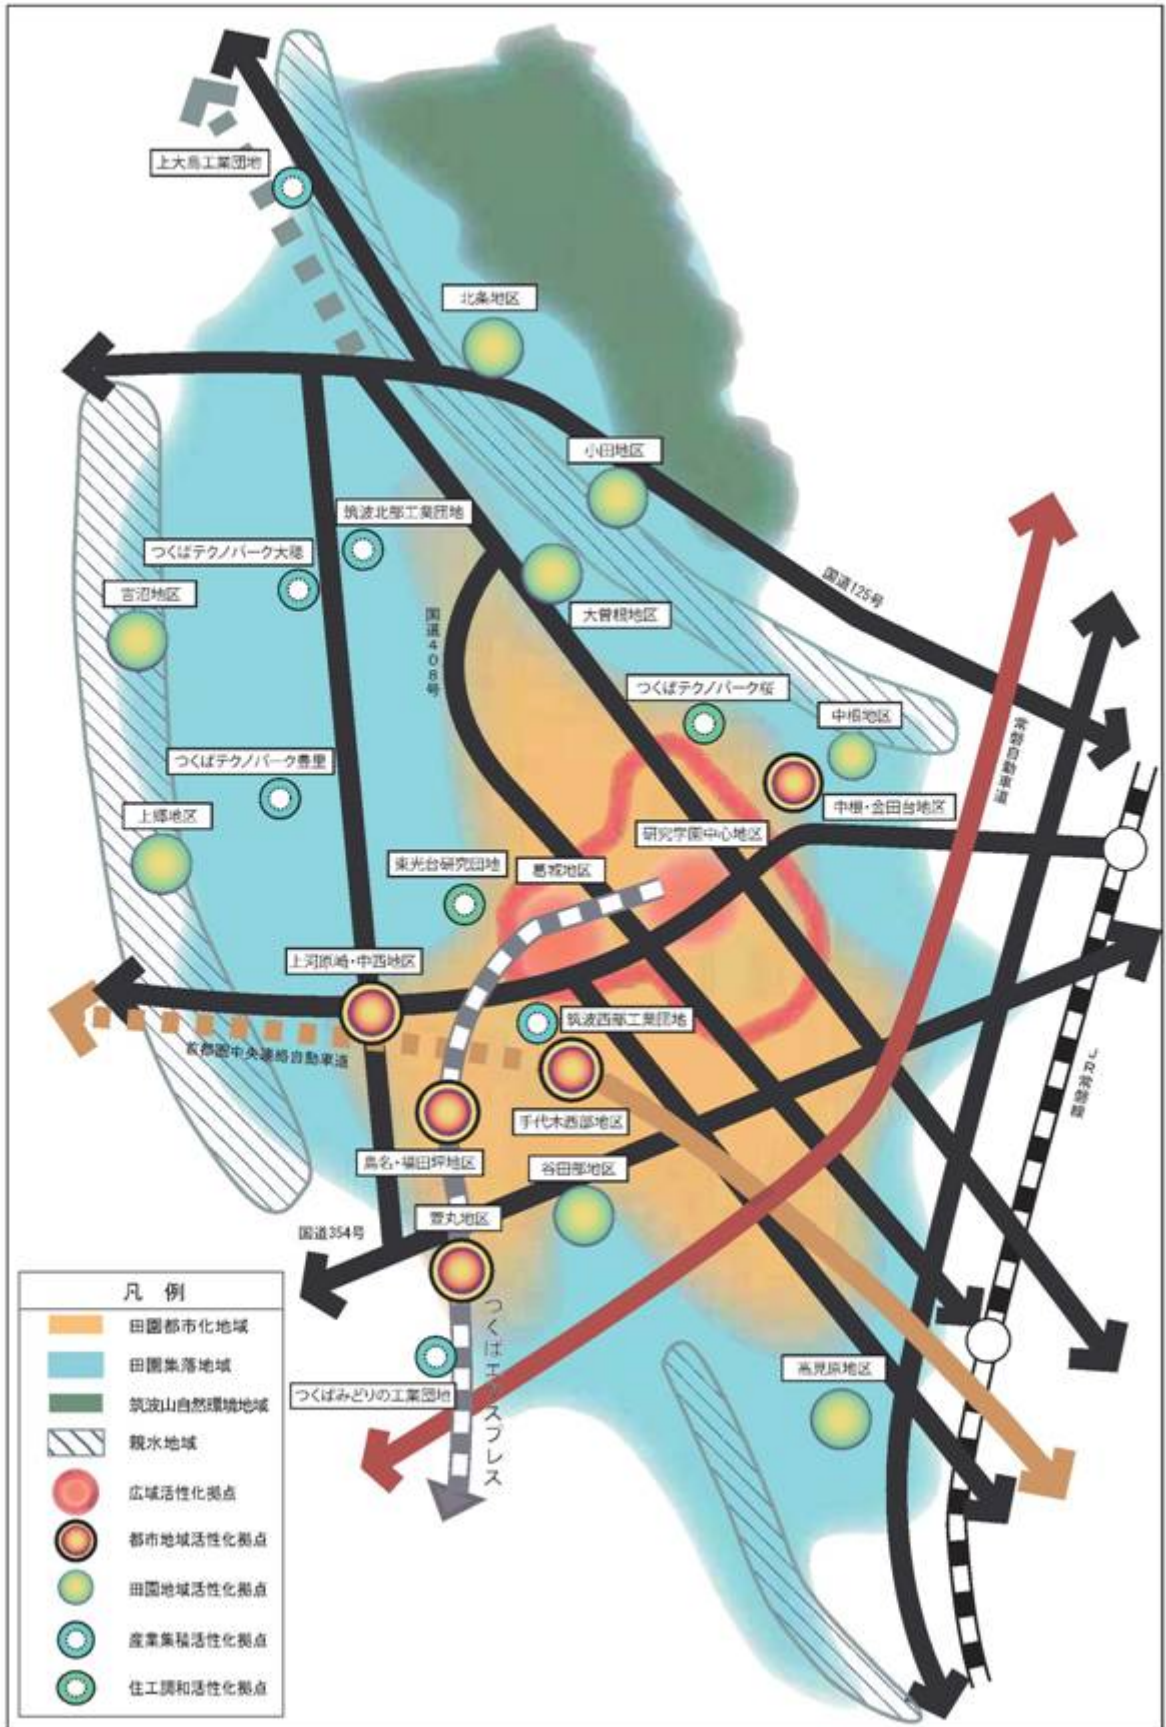 上大島工業団地
北条地区
小田地区
筑波北部工業団地
つくばテクノパーク大穂
吉沼地区
国道125号
大曽根地区
国道408号
つくばテクノパーク桜
中根地区
常磐自動車道
つくばテクノパーク豊里
上郷地区
中根・金田台地区
研究学園中心地区
東光台研究団地
葛城地区
上河原崎・中西地区
筑波西部工業団地
首都圏中央連絡自動車道
JR常磐線
手代木西部地区
島名・福田坪地区
谷田部地区
萱丸地区
国道354号
つくばエクスプレス
つくばみどりの工業団地
高見原地区
凡 例
田園都市化地域
田園集落地域
筑波山自然環境地域
親水地域
広域活性化拠点
都市地域活性化拠点
田園地域活性化拠点
産業集積活性化拠点
住工調和活性化拠点